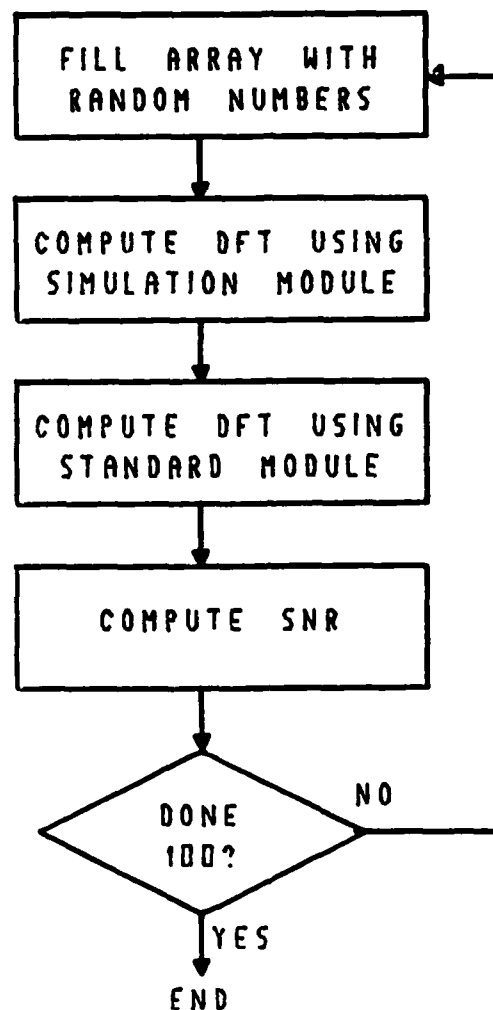 FILL ARRAY WITH
RANDOM NUMBERS
COMPUTE DFT USING
SIMULATION MODULE
COMPUTE DFT USING
STANDARD MODULE
COMPUTE SNR
DONE
100?
NO
YES
END